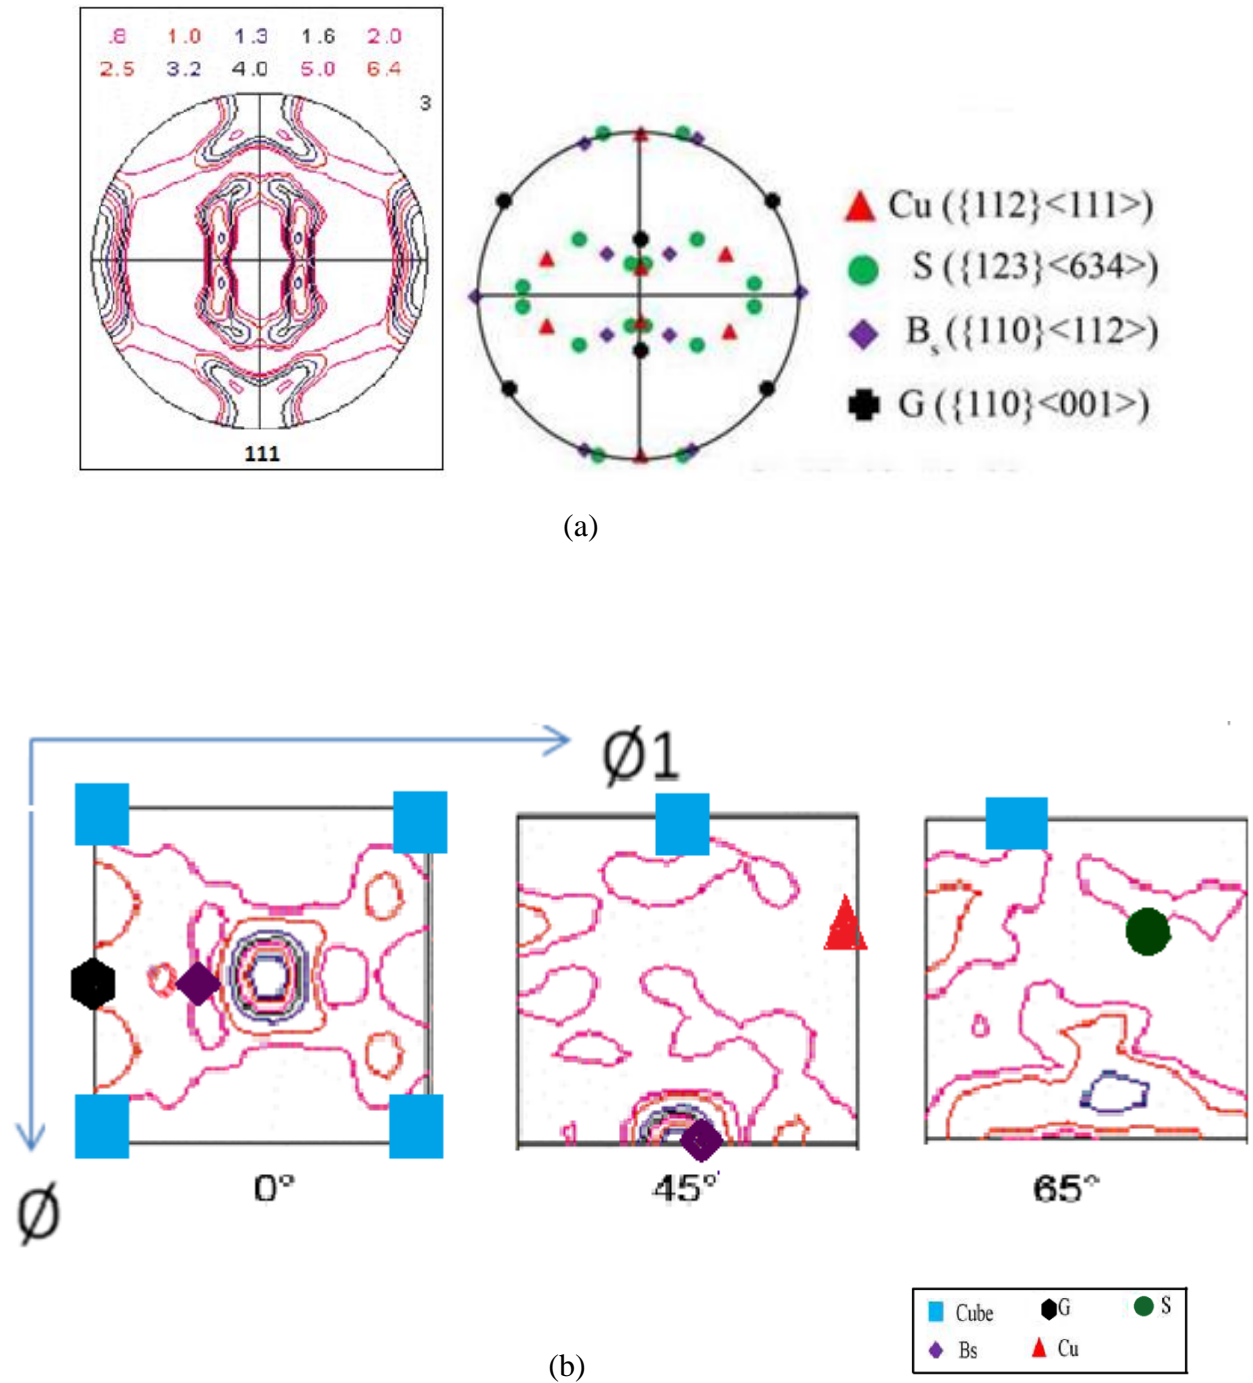 .8 1.0 1.3 1.6 2.0
2.5 3.2 4.0 5.0 6.4
3
111
Cu ({112}<111>)
S ({123}<634>)
Bs ({110}<112>)
G ({110}<001>)
(a)
Ø1
Ø
0° 45° 65°
Cube G S
Bs Cu
(b)